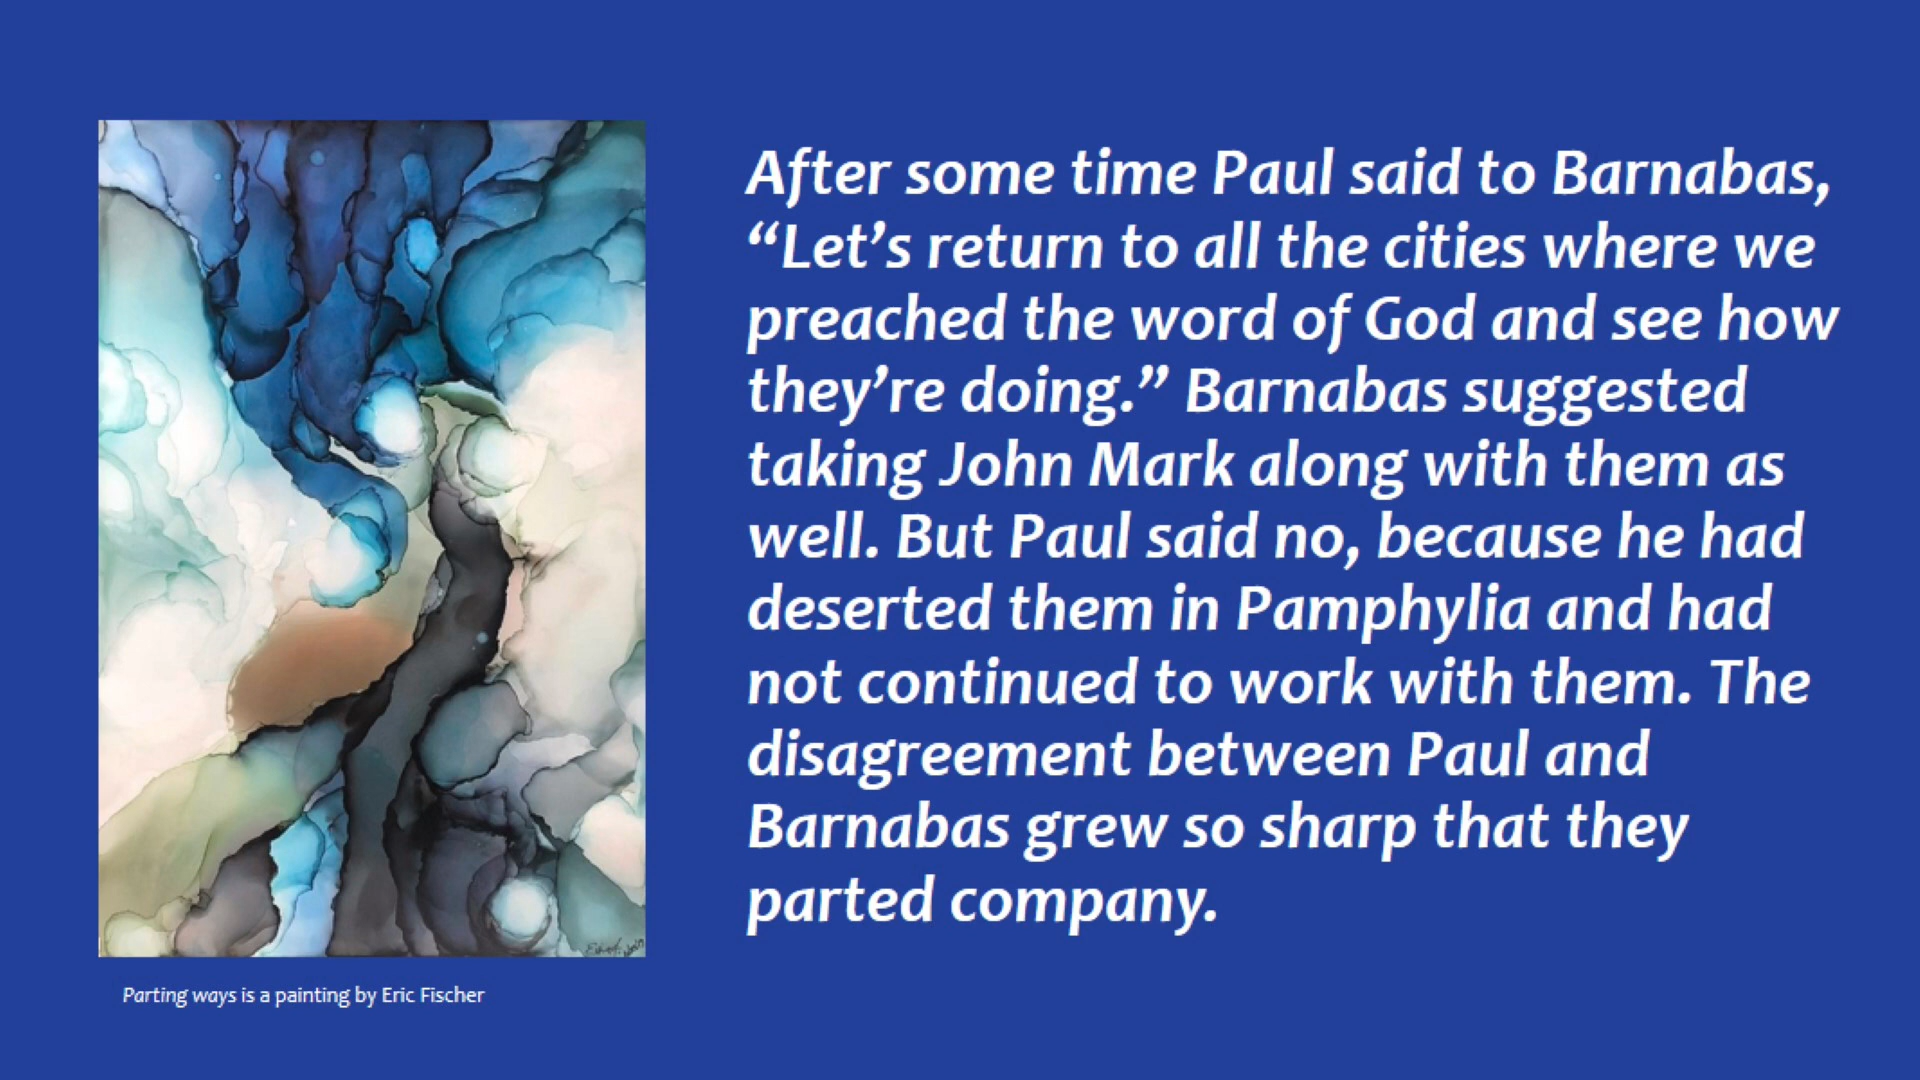 After some time Paul said to Barnabas,
“Let’s return to all the cities where we
preached the word of God and see how
they’re doing.” Barnabas suggested
taking John Mark along with them as
well. But Paul said no, because he had
deserted them in Pamphylia and had
not continued to work with them. The
disagreement between Paul and
Barnabas grew so sharp that they
parted company.
Parting ways is a painting by Eric Fischer